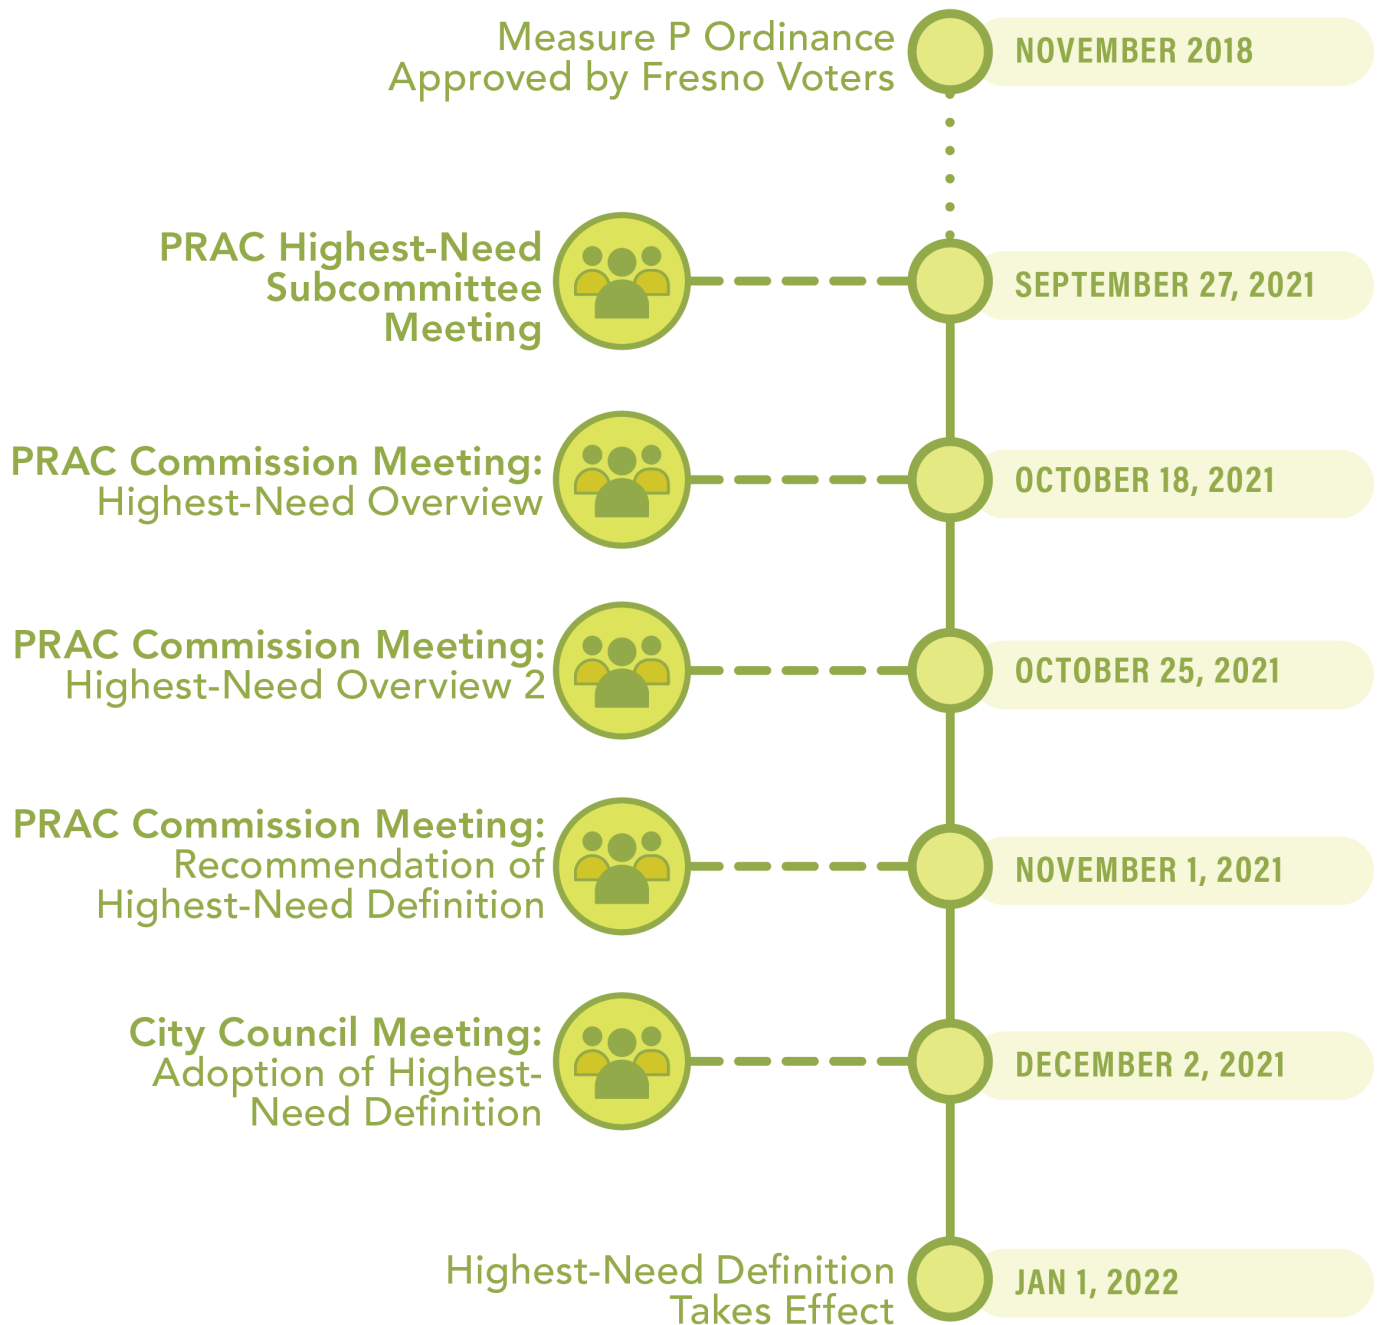 Measure P Ordinance
Approved by Fresno Voters
NOVEMBER 2018
PRAC Highest-Need
Subcommittee
Meeting
SEPTEMBER 27, 2021
PRAC Commission Meeting:
Highest-Need Overview
OCTOBER 18, 2021
PRAC Commission Meeting:
Highest-Need Overview 2
OCTOBER 25, 2021
PRAC Commission Meeting:
Recommendation of
Highest-Need Definition
NOVEMBER 1, 2021
City Council Meeting:
Adoption of Highest-
Need Definition
DECEMBER 2, 2021
Highest-Need Definition
Takes Effect
JAN 1, 2022